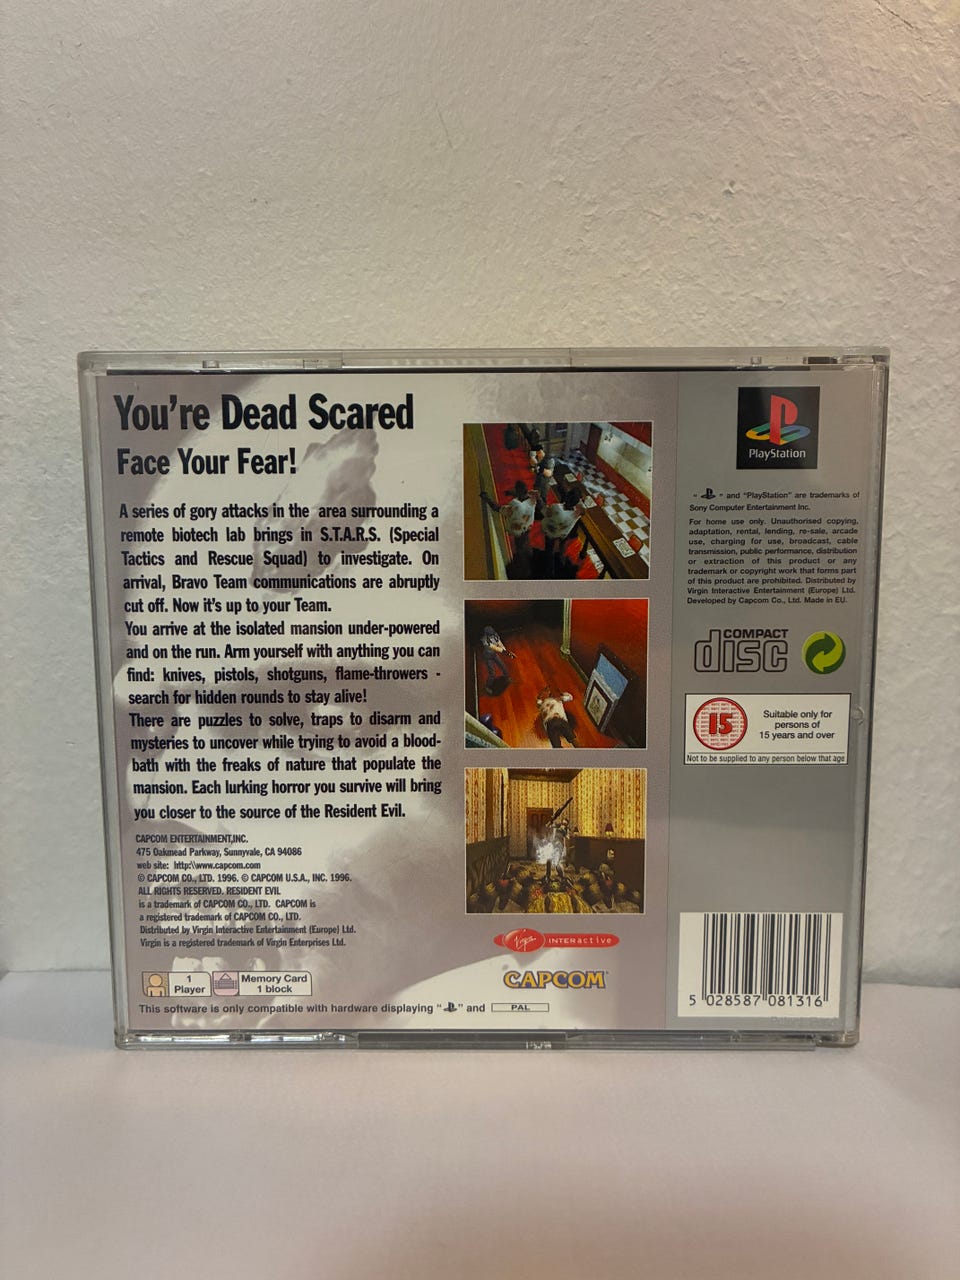 You're Dead Scared
Face Your Fear!
A series of gory attacks in the area surrounding a
remote biotech lab brings in S.T.A.R.S. (Special
Tactics and Rescue Squad) to investigate. On
arrival, Bravo Team communications are abruptly
cut off. Now it's up to your Team.
You arrive at the isolated mansion under-powered
and on the run. Arm yourself with anything you can
find: knives, pistols, shotguns, flame-throwers -
search for hidden rounds to stay alive!
There are puzzles to solve, traps to disarm and
mysteries to uncover while trying to avoid a blood-
bath with the freaks of nature that populate the
mansion. Each lurking horror you survive will bring
you closer to the source of the Resident Evil.
CAPCOM ENTERTAINMENT,INC.
475 Oakmead Parkway, Sunnyvale, CA 94086
web site: http:\\www.capcom.com
© CAPCOM CO., LTD. 1996. © CAPCOM U.S.A., INC. 1996.
ALL RIGHTS RESERVED. RESIDENT EVIL
is a trademark of CAPCOM CO., LTD. CAPCOM is
a registered trademark of CAPCOM CO., LTD.
Distributed by Virgin Interactive Entertainment (Europe) Ltd.
Virgin is a registered trademark of Virgin Enterprises Ltd.
1
Player
Memory Card
1 block
This software is only compatible with hardware displaying " " and PAL
Virgin INTERactive
CAPCOM
PlayStation
" " and "PlayStation" are trademarks of
Sony Computer Entertainment Inc.
For home use only. Unauthorised copying,
adaptation, rental, lending, re-sale, arcade
use, charging for use, broadcast, cable
transmission, public performance, distribution
or extraction of this product or any
trademark or copyright work that forms part
of this product are prohibited. Distributed by
Virgin Interactive Entertainment (Europe) Ltd.
Developed by Capcom Co., Ltd. Made in EU.
COMPACT
disc
15
Suitable only for
persons of
15 years and over
Not to be supplied to any person below that age
5 028587 081316